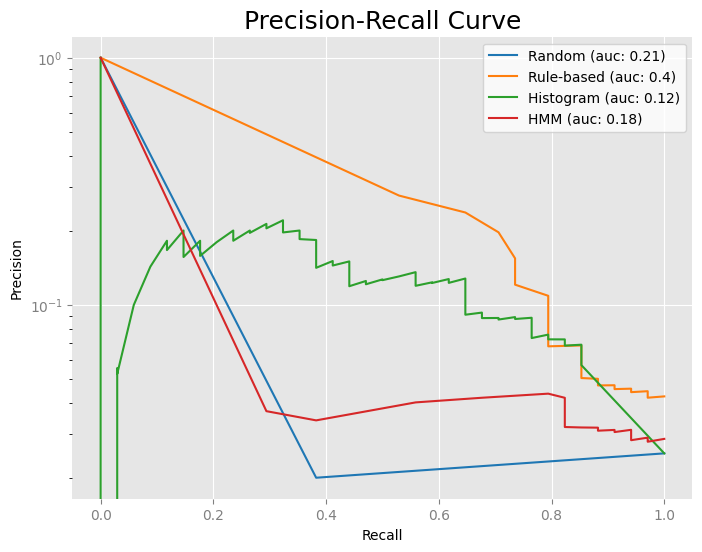 Precision-Recall Curve
Random (auc: 0.21)
Rule-based (auc: 0.4)
Histogram (auc: 0.12)
HMM (auc: 0.18)
Precision
10⁰
10⁻¹
0.0 0.2 0.4 0.6 0.8 1.0
Recall